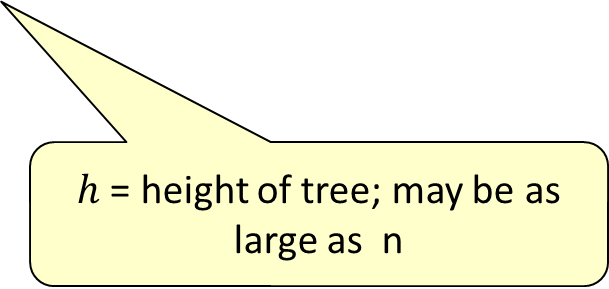 h = height of tree; may be as
large as n